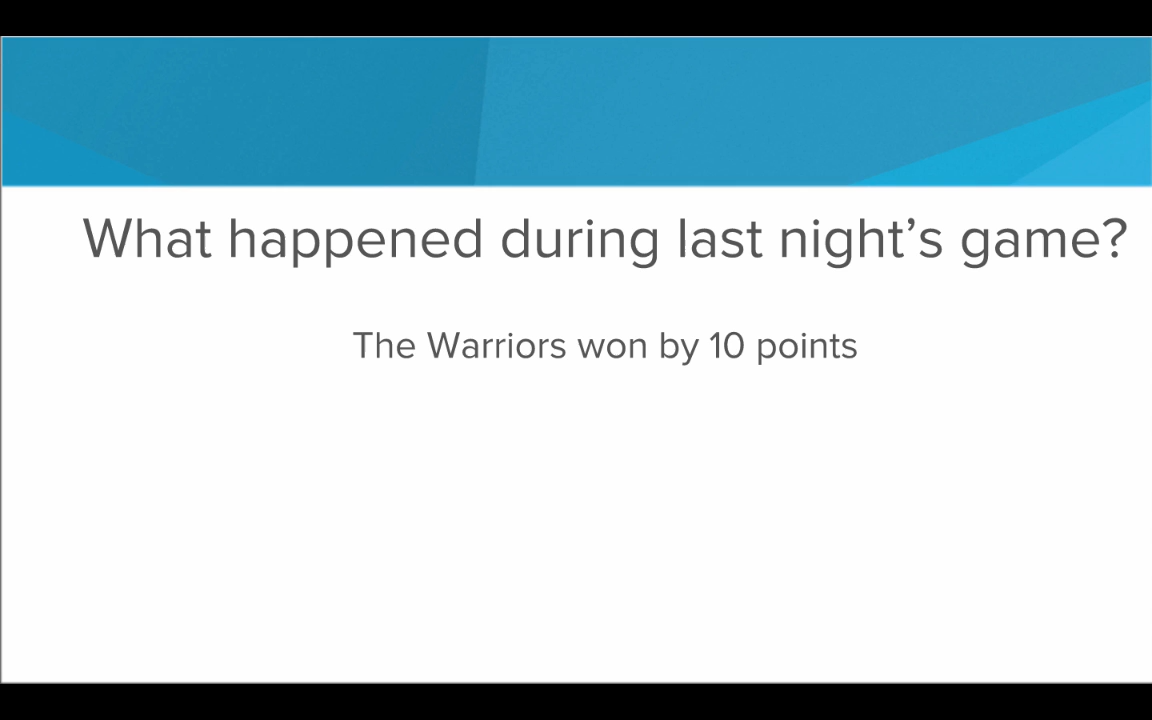 What happened during last night’s game?
The Warriors won by 10 points